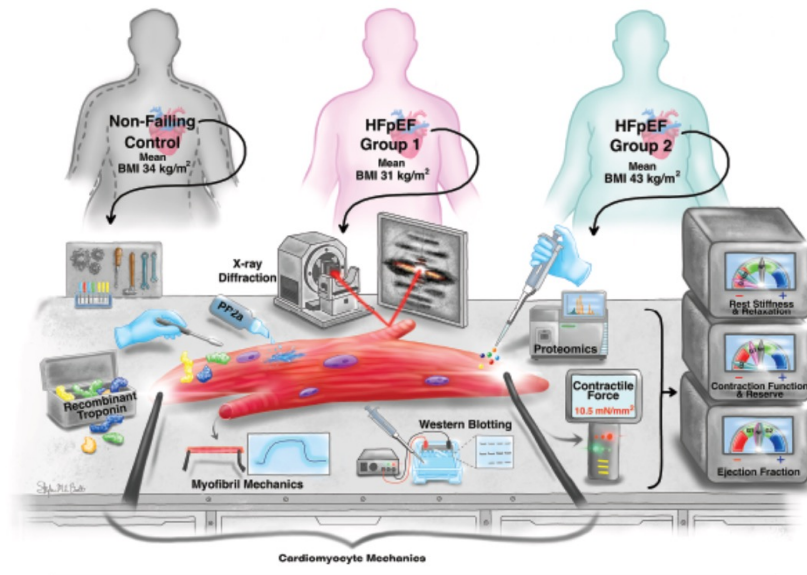 Non-Failing
Control
Mean
BMI 34 kg/m²
HFpEF
Group 1
Mean
BMI 31 kg/m²
HFpEF
Group 2
Mean
BMI 43 kg/m²
X-ray
Diffraction
Proteomics
Recombinant
Troponin
Contractile
Force
10.5 mN/mm²
Western Blotting
Myofibril Mechanics
- +
Rest Stiffness
& Relaxation
- +
Contraction Function
& Reserve
- +
Ejection Fraction
Cardiomyocyte Mechanics